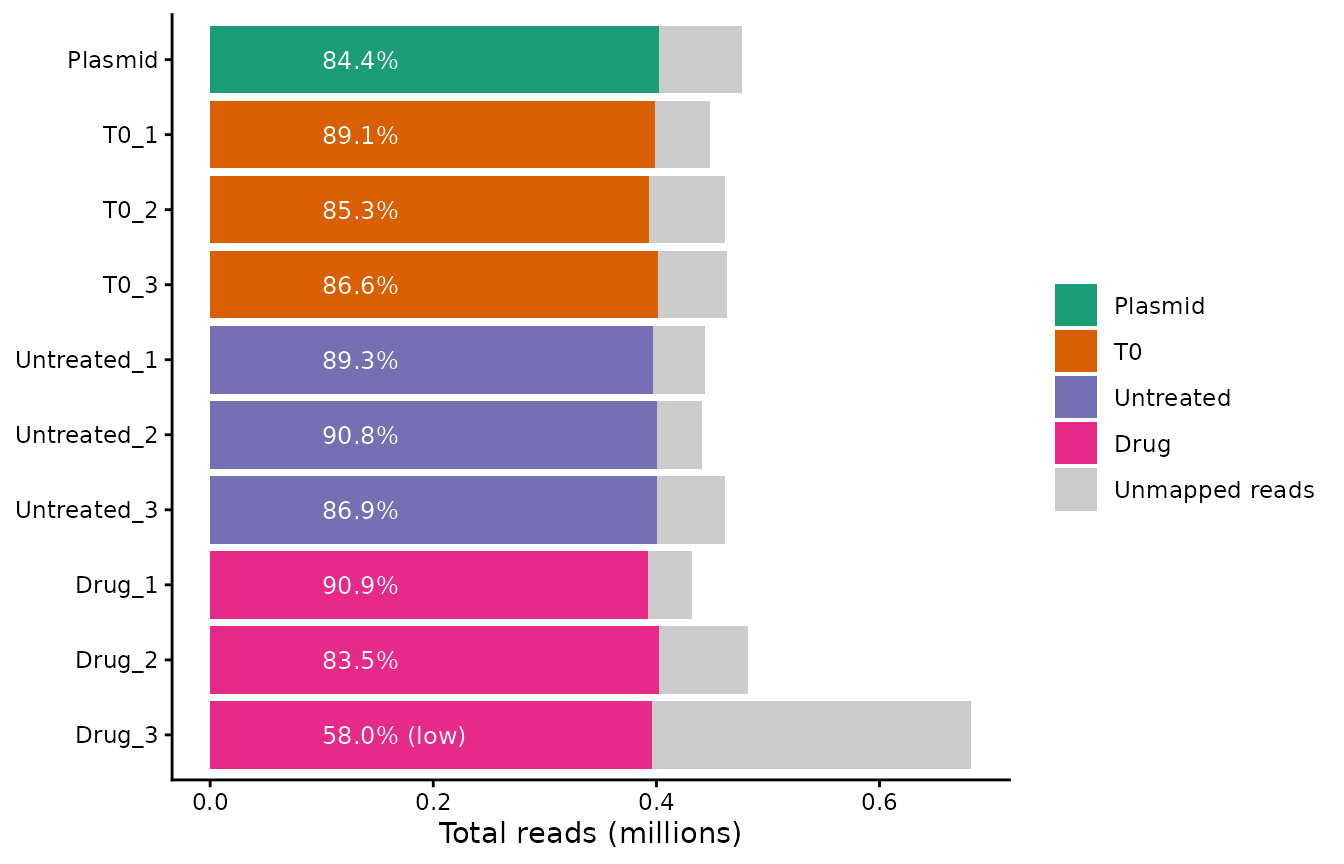 Plasmid 84.4%
T0_1 89.1%
T0_2 85.3%
T0_3 86.6%
Untreated_1 89.3%
Untreated_2 90.8%
Untreated_3 86.9%
Drug_1 90.9%
Drug_2 83.5%
Drug_3 58.0% (low)
0.0 0.2 0.4 0.6
Total reads (millions)
Plasmid
T0
Untreated
Drug
Unmapped reads